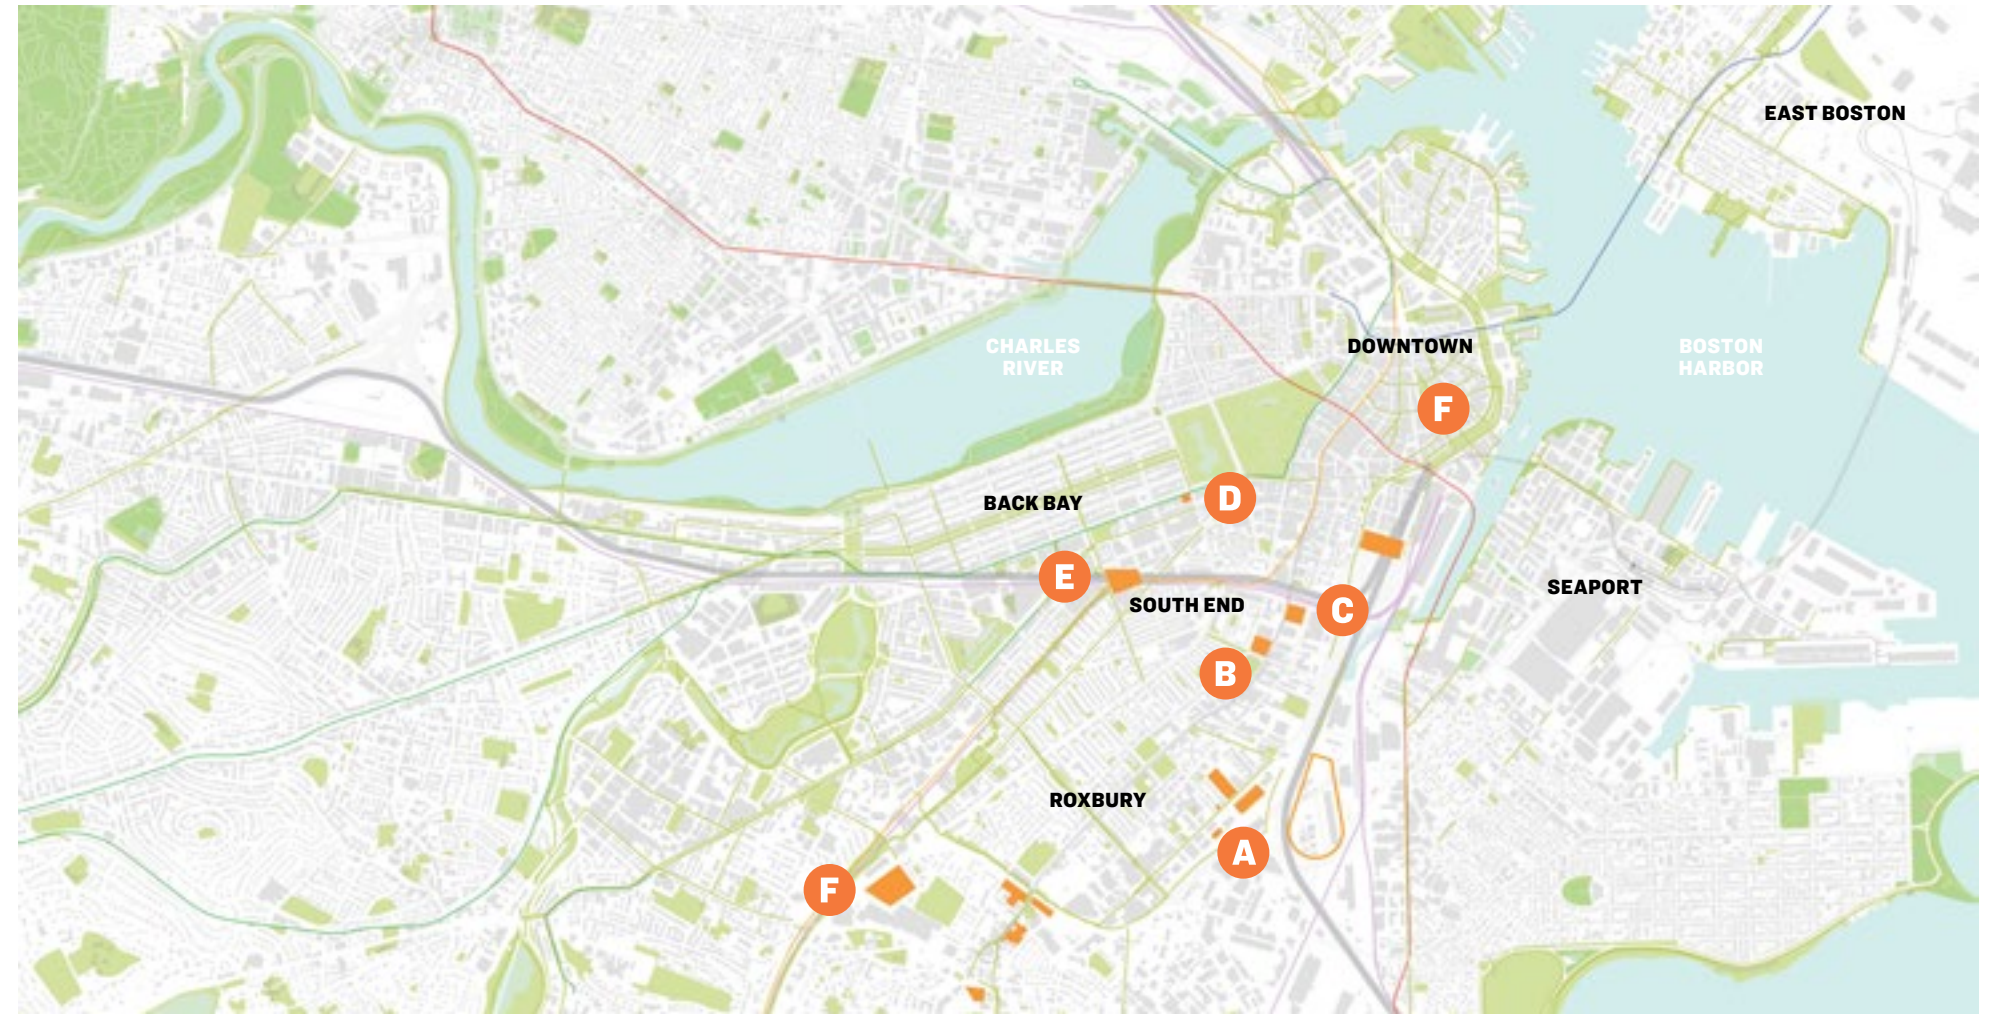 EAST BOSTON
CHARLES
RIVER
DOWNTOWN
BOSTON
HARBOR
F
D
BACK BAY
E
SOUTH END
C
SEAPORT
B
ROXBURY
A
F